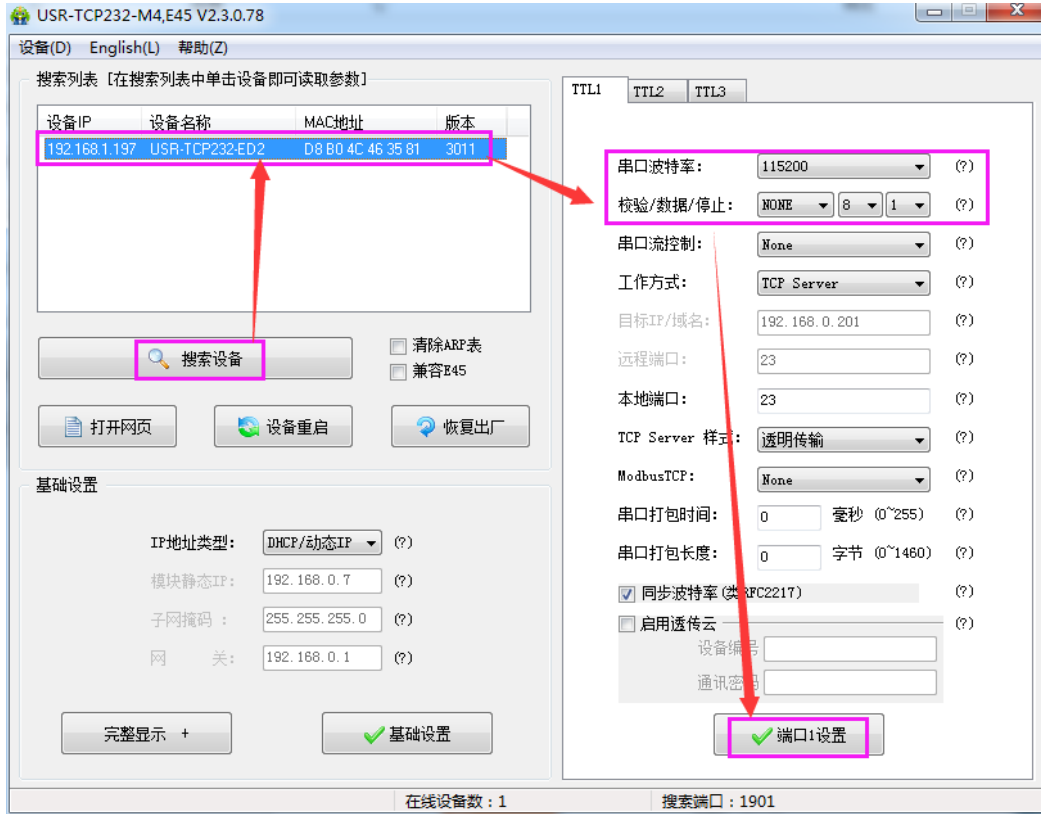 USR-TCP232-M4,E45 V2.3.0.78
设备(D) English(L) 帮助(Z)
搜索列表 [在搜索列表中单击设备即可读取参数]
设备IP 设备名称 MAC地址 版本
192.168.1.197 USR-TCP232-ED2 D8 B0 4C 46 35 81 3011
搜索设备
清除ARP表
兼容E45
打开网页 设备重启 恢复出厂
基础设置
IP地址类型: DHCP/动态IP (?)
模块静态IP: 192.168.0.7 (?)
子网掩码 : 255.255.255.0 (?)
网 关: 192.168.0.1 (?)
完整显示 + 基础设置
TTL1 TTL2 TTL3
串口波特率: 115200 (?)
校验/数据/停止: NONE 8 1 (?)
串口流控制: None (?)
工作方式: TCP Server (?)
目标IP/域名: 192.168.0.201 (?)
远程端口: 23 (?)
本地端口: 23 (?)
TCP Server 样式: 透明传输 (?)
ModbusTCP: None (?)
串口打包时间: 0 毫秒 (0~255) (?)
串口打包长度: 0 字节 (0~1460) (?)
同步波特率(类RFC2217) (?)
启用透传云 (?)
设备编号
通讯密码
端口1设置
在线设备数：1 搜索端口：1901